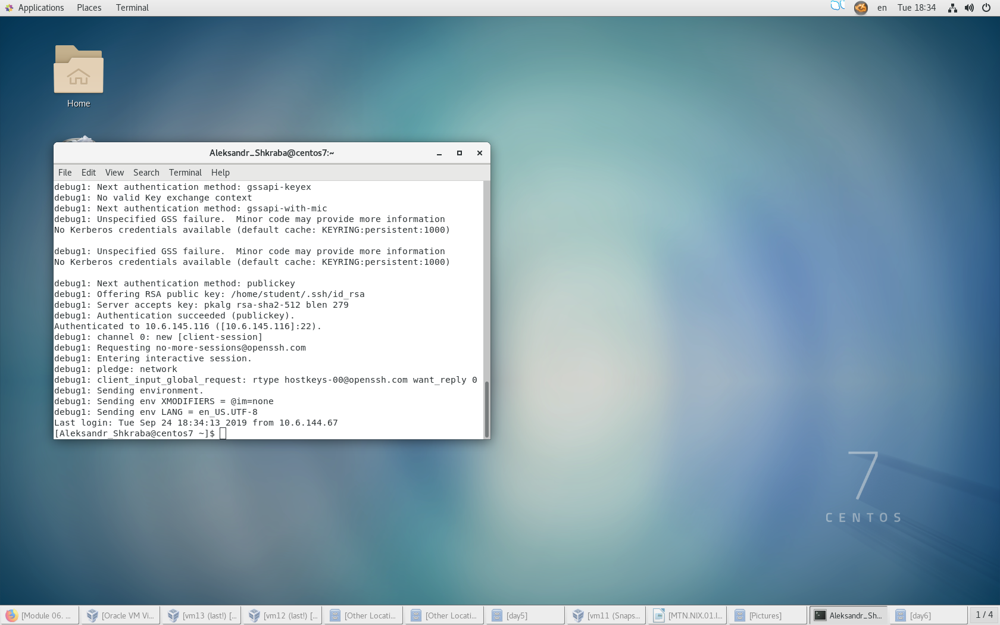 Applications Places Terminal en Tue 18:34
Home
Aleksandr_Shkraba@centos7:~
File Edit View Search Terminal Help
debug1: Next authentication method: gssapi-keyex
debug1: No valid Key exchange context
debug1: Next authentication method: gssapi-with-mic
debug1: Unspecified GSS failure.  Minor code may provide more information
No Kerberos credentials available (default cache: KEYRING:persistent:1000)
debug1: Unspecified GSS failure.  Minor code may provide more information
No Kerberos credentials available (default cache: KEYRING:persistent:1000)
debug1: Next authentication method: publickey
debug1: Offering RSA public key: /home/student/.ssh/id_rsa
debug1: Server accepts key: pkalg rsa-sha2-512 blen 279
debug1: Authentication succeeded (publickey).
Authenticated to 10.6.145.116 ([10.6.145.116]:22).
debug1: channel 0: new [client-session]
debug1: Requesting no-more-sessions@openssh.com
debug1: Entering interactive session.
debug1: pledge: network
debug1: client_input_global_request: rtype hostkeys-00@openssh.com want_reply 0
debug1: Sending environment.
debug1: Sending env XMODIFIERS = @im=none
debug1: Sending env LANG = en_US.UTF-8
Last login: Tue Sep 24 18:34:13 2019 from 10.6.144.67
[Aleksandr_Shkraba@centos7 ~]$
7
CENTOS
[Module 06. ... [Oracle VM Vi... [vm13 (last!) [... [vm12 (last!) [... [Other Locati... [Other Locati... [day5] [vm11 (Snaps... [MTN.NIX.01.l... [Pictures] Aleksandr_Sh... [day6] 1 / 4